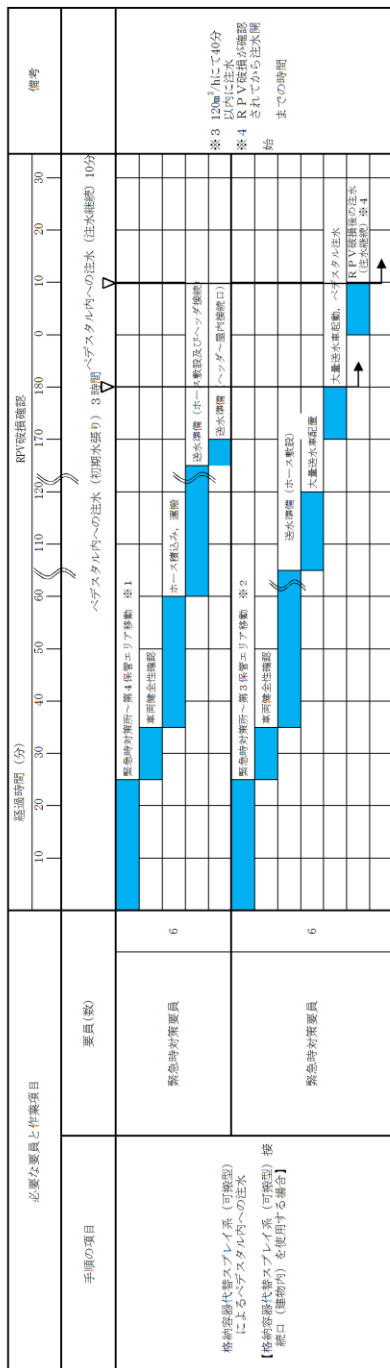 必要な要員と作業項目
経過時間（分）
備考
手順の項目
要員(数)
10
20
30
40
50
60
110
120
170
180
0
10
20
30
RPV破損確認
ペデスタル内への注水（初期水張り）3時間
ペデスタル内への注水（注水継続）10分
格納容器代替スプレイ系（可搬型）
によるペデスタル内への注水
【格納容器代替スプレイ系（可搬型）接
続口（建物内）を使用する場合】
緊急時対策要員
6
緊急時対策所～第４保管エリア移動　※１
車両健全性確認
ホース積込み，運搬
送水準備（ホース敷設及びヘッダ接続）
送水準備（ヘッダ～屋内接続口）
緊急時対策要員
6
緊急時対策所～第３保管エリア移動　※２
車両健全性確認
送水準備（ホース敷設）
大量送水車配置
大量送水車起動，ペデスタル注水
ＲＰＶ破損後の注水
（注水継続）※４
※３ 120m³/hにて40分
以内に注水
※４ ＲＰＶ破損が確認
されてから注水開
始
までの時間